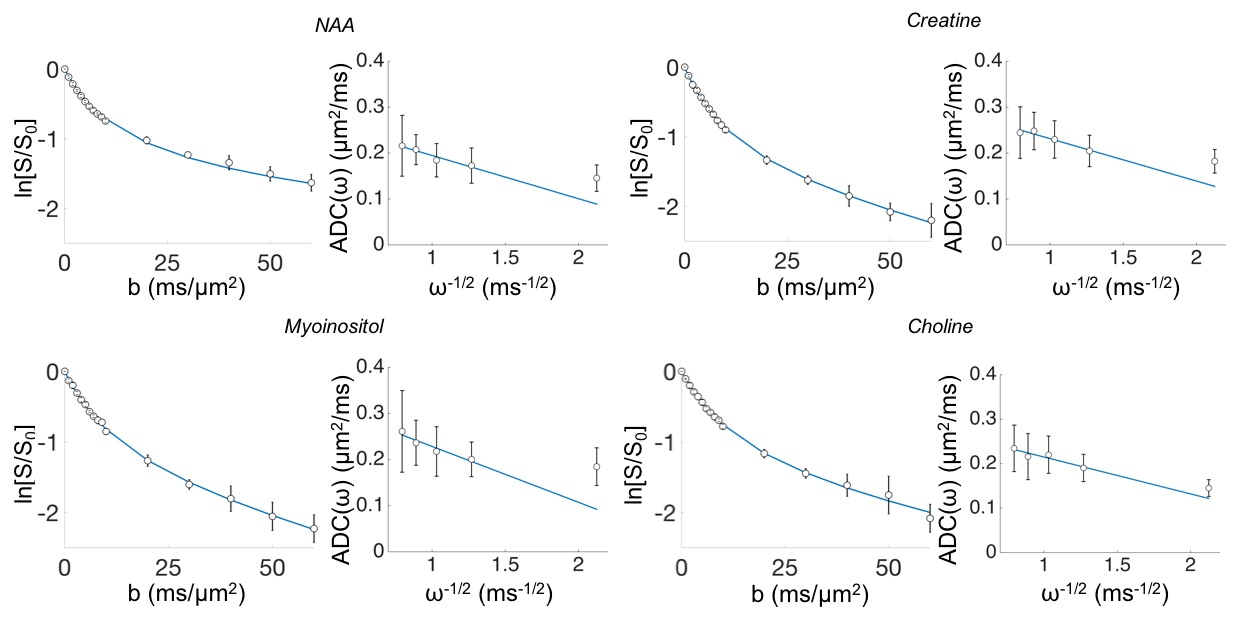 NAA
Creatine
0
-1
-2
ln[S/S₀]
0
25
50
b (ms/μm²)
0.4
0.3
0.2
0.1
0
ADC(ω) (μm²/ms)
1
1.5
2
ω⁻¹/² (ms⁻¹/²)
0
-1
-2
ln[S/S₀]
0
25
50
b (ms/μm²)
0.4
0.3
0.2
0.1
0
ADC(ω) (μm²/ms)
1
1.5
2
ω⁻¹/² (ms⁻¹/²)
Myoinositol
Choline
0
-1
-2
ln[S/S₀]
0
25
50
b (ms/μm²)
0.4
0.3
0.2
0.1
0
ADC(ω) (μm²/ms)
1
1.5
2
ω⁻¹/² (ms⁻¹/²)
0
-1
-2
ln[S/S₀]
0
25
50
b (ms/μm²)
0.4
0.3
0.2
0.1
0
ADC(ω) (μm²/ms)
1
1.5
2
ω⁻¹/² (ms⁻¹/²)